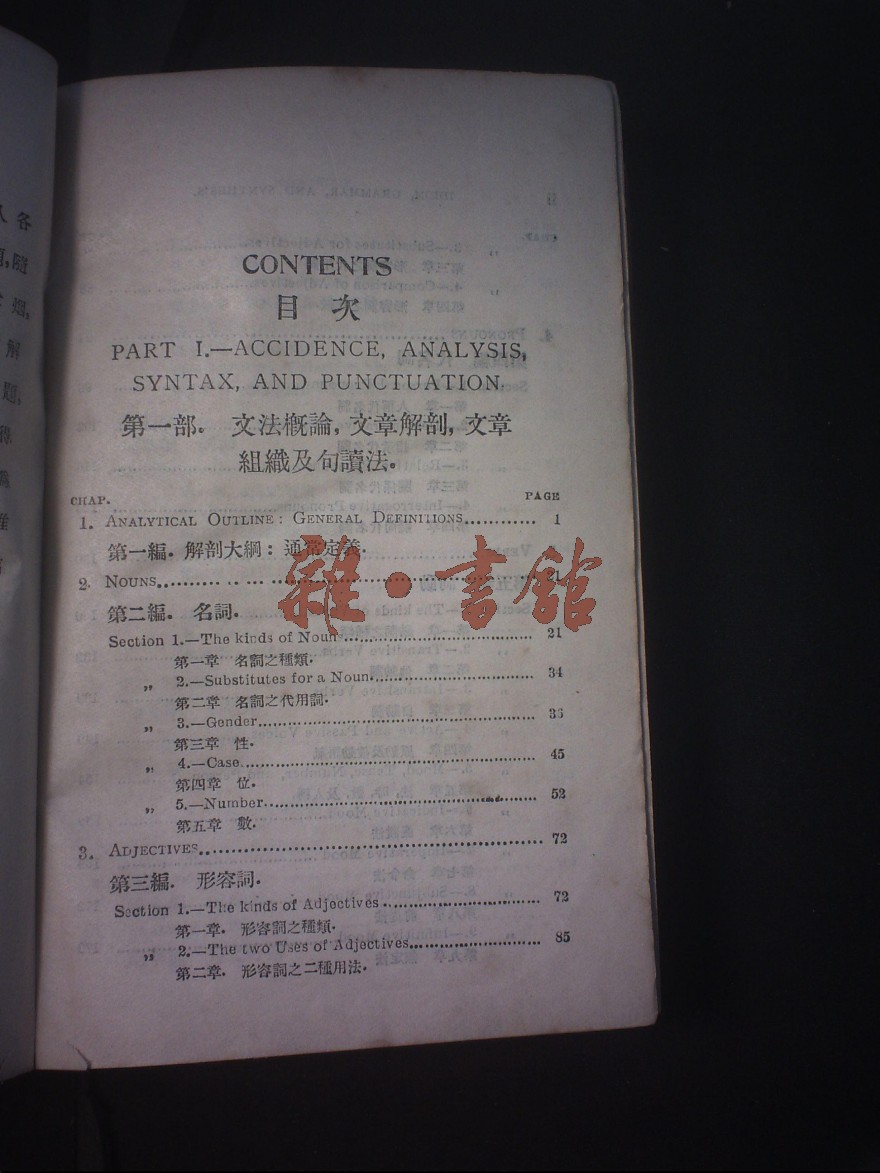 CONTENTS
目 次
PART I.—ACCIDENCE, ANALYSIS,
SYNTAX, AND PUNCTUATION.
第一部。 文法概論, 文章解剖, 文章
組織及句讀法。
CHAP. PAGE
1. ANALYTICAL OUTLINE: GENERAL DEFINITIONS............ 1
第一編. 解剖大綱: 通常定義.
2. NOUNS.......... 21
第二編. 名詞.
Section 1.—The kinds of Noun.......... 21
第一章 名詞之種類.
„ 2.—Substitutes for a Noun.......... 34
第二章 名詞之代用詞.
„ 3.—Gender.......... 36
第三章 性.
„ 4.—Case.......... 45
第四章 位.
„ 5.—Number.......... 52
第五章 數.
3. ADJECTIVES.......... 72
第三編. 形容詞.
Section 1.—The kinds of Adjectives.......... 72
第一章. 形容詞之種類.
„ 2.—The two Uses of Adjectives.......... 85
第二章. 形容詞之二種用法.
雜·書館